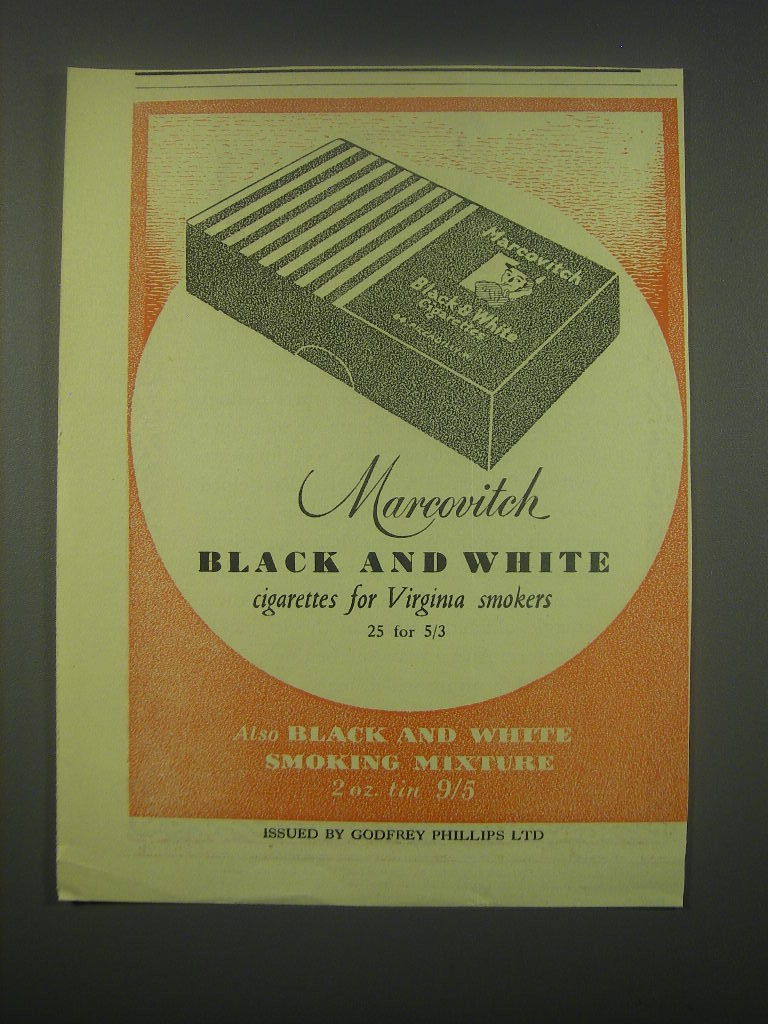 Marcovitch
Black & White
Cigarettes
Marcovitch
BLACK AND WHITE
cigarettes for Virginia smokers
25 for 5/3
Also BLACK AND WHITE
SMOKING MIXTURE
2 oz. tin 9/5
ISSUED BY GODFREY PHILLIPS LTD